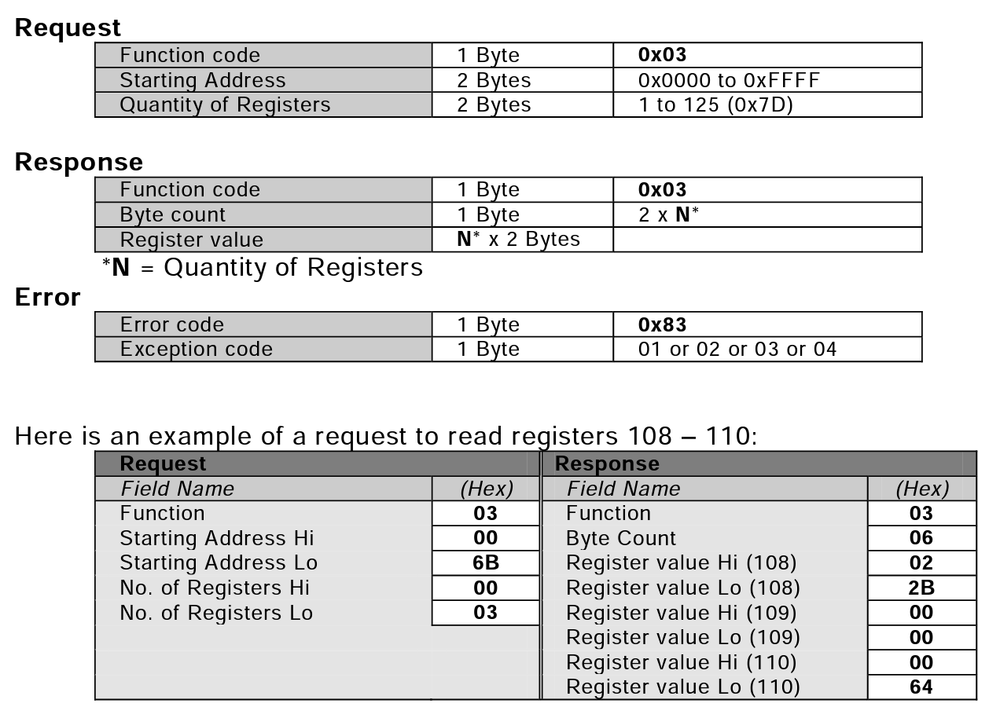 Request
Function code 1 Byte 0x03
Starting Address 2 Bytes 0x0000 to 0xFFFF
Quantity of Registers 2 Bytes 1 to 125 (0x7D)
Response
Function code 1 Byte 0x03
Byte count 1 Byte 2 x N*
Register value N* x 2 Bytes
*N = Quantity of Registers
Error
Error code 1 Byte 0x83
Exception code 1 Byte 01 or 02 or 03 or 04
Here is an example of a request to read registers 108 – 110:
Request Response
Field Name (Hex) Field Name (Hex)
Function 03 Function 03
Starting Address Hi 00 Byte Count 06
Starting Address Lo 6B Register value Hi (108) 02
No. of Registers Hi 00 Register value Lo (108) 2B
No. of Registers Lo 03 Register value Hi (109) 00
Register value Lo (109) 00
Register value Hi (110) 00
Register value Lo (110) 64